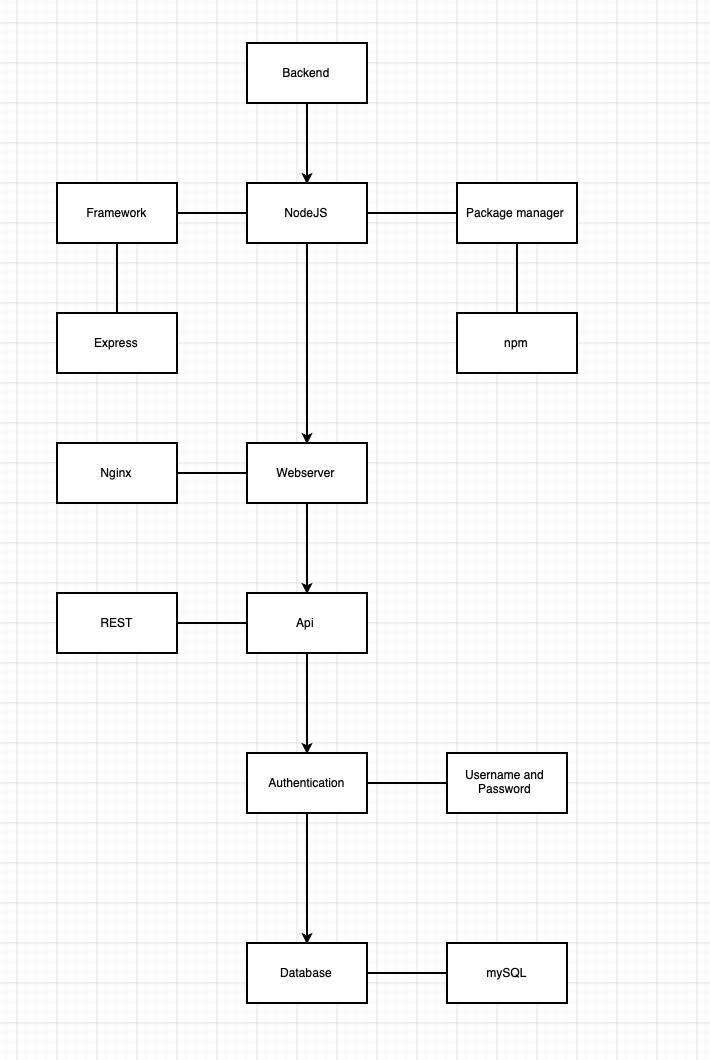 Backend
Framework
NodeJS
Package manager
Express
npm
Nginx
Webserver
REST
Api
Authentication
Username and
Password
Database
mySQL